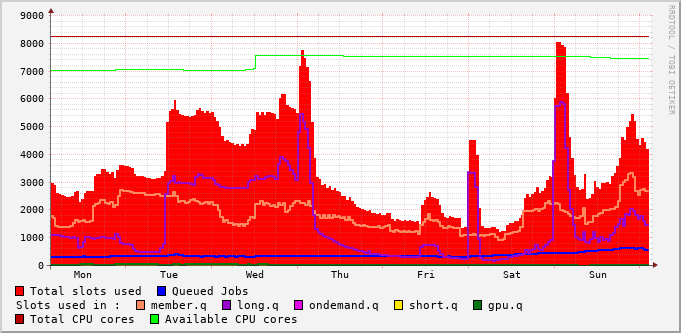 9000
8000
7000
6000
5000
4000
3000
2000
1000
0
Mon Tue Wed Thu Fri Sat Sun
RRDTOOL / TOBI OETIKER
Total slots used Queued Jobs
Slots used in : member.q long.q ondemand.q short.q gpu.q
Total CPU cores Available CPU cores